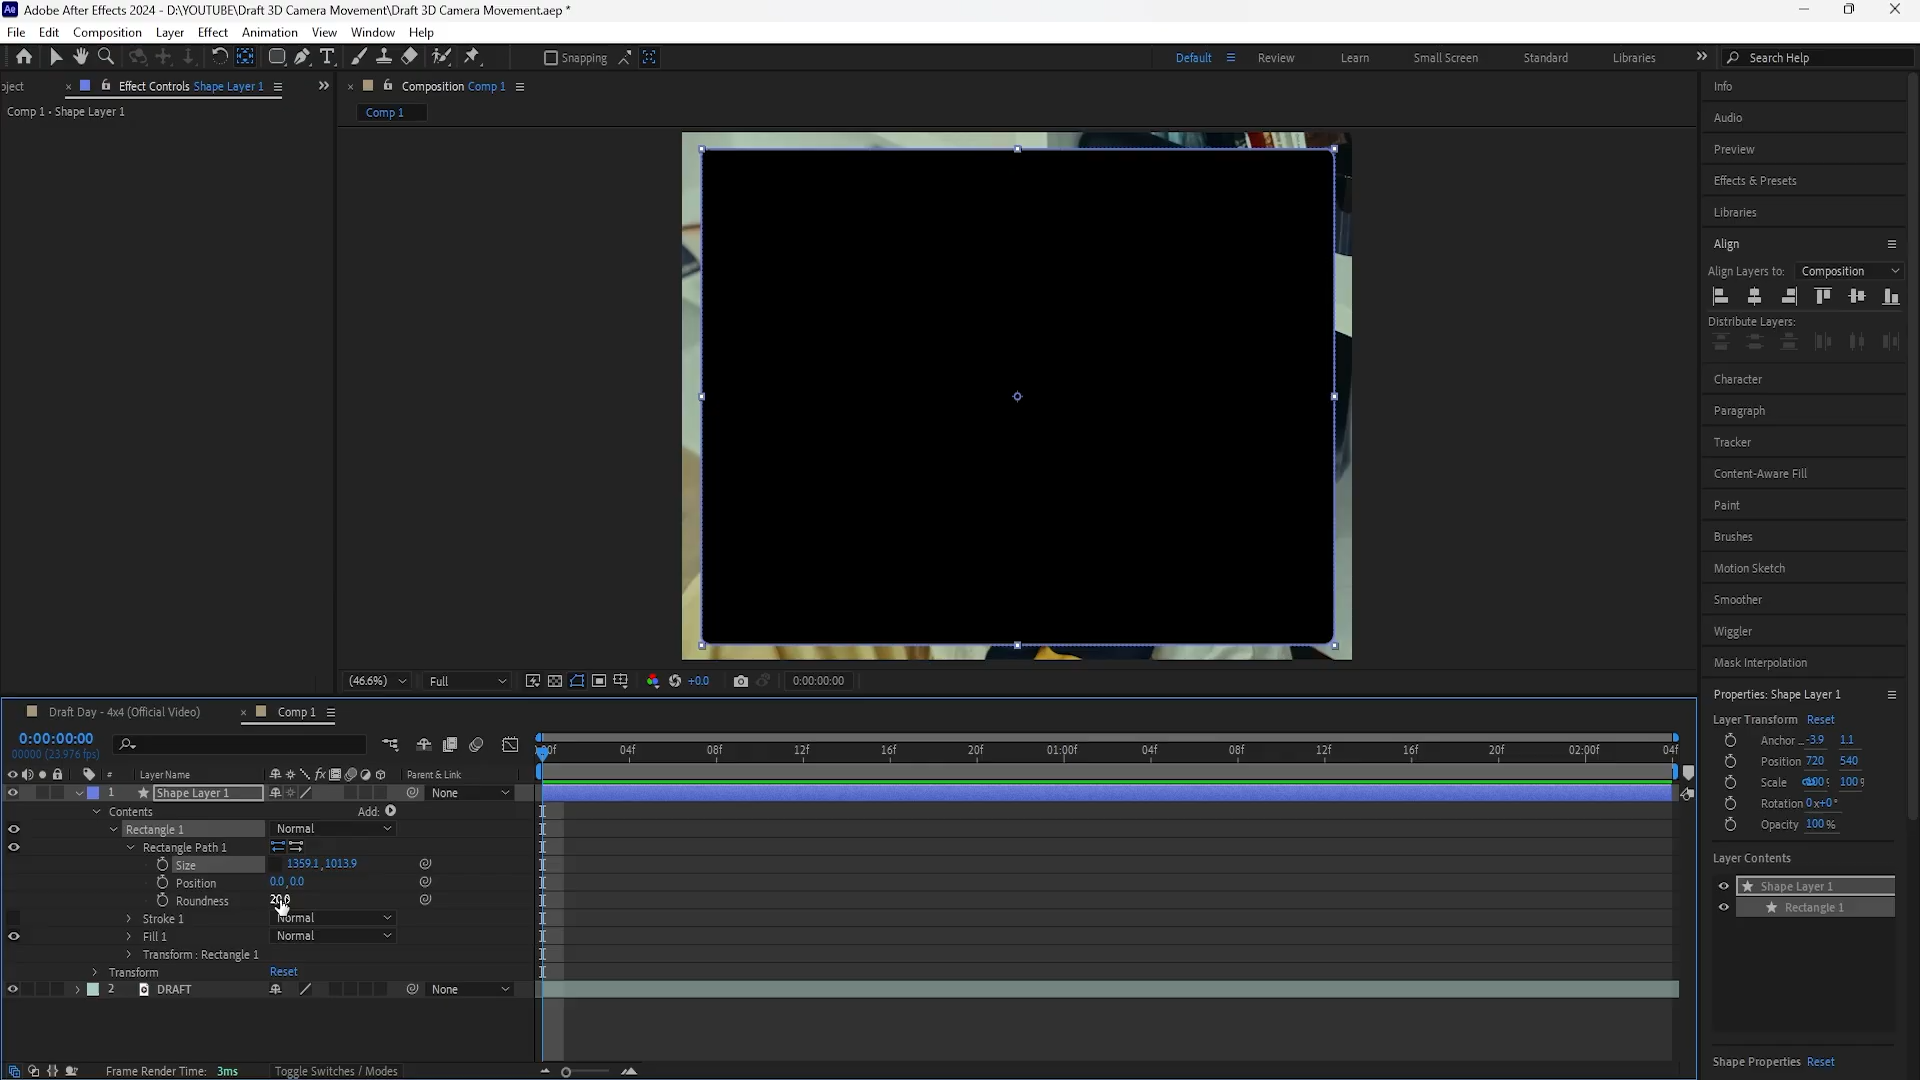 Adobe After Effects 2024 - D:\YOUTUBE\Draft 3D Camera Movement\Draft 3D Camera Movement.aep *
File Edit Composition Layer Effect Animation View Window Help
Snapping Default Review Learn Small Screen Standard Libraries Search Help
oject Effect Controls Shape Layer 1
Composition Comp 1
Comp 1 • Shape Layer 1
Comp 1
Info
Audio
Preview
Effects & Presets
Libraries
Align
Align Layers to: Composition
Distribute Layers:
Character
Paragraph
Tracker
Content-Aware Fill
Paint
Brushes
Motion Sketch
Smoother
Wiggler
Mask Interpolation
(46.6%) Full +0.0 0:00:00:00
Properties: Shape Layer 1
Layer Transform Reset
Anchor .. -3.9 1.1
Position 720 540
Scale 100% 100%
Rotation 0x+0°
Opacity 100%
Layer Contents
Shape Layer 1
Rectangle 1
Shape Properties Reset
Draft Day - 4x4 (Official Video) Comp 1
0:00:00:00
00000 (23.976 fps)
:00f 04f 08f 12f 16f 20f 01:00f 04f 08f 12f 16f 20f 02:00f 04f
# Layer Name fx Parent & Link
1 Shape Layer 1 None
Contents Add:
Rectangle 1 Normal
Rectangle Path 1
Size 1359.1, 1013.9
Position 0.0, 0.0
Roundness 20.0
Stroke 1 Normal
Fill 1 Normal
Transform : Rectangle 1
Transform Reset
2 DRAFT None
Frame Render Time: 3ms Toggle Switches / Modes